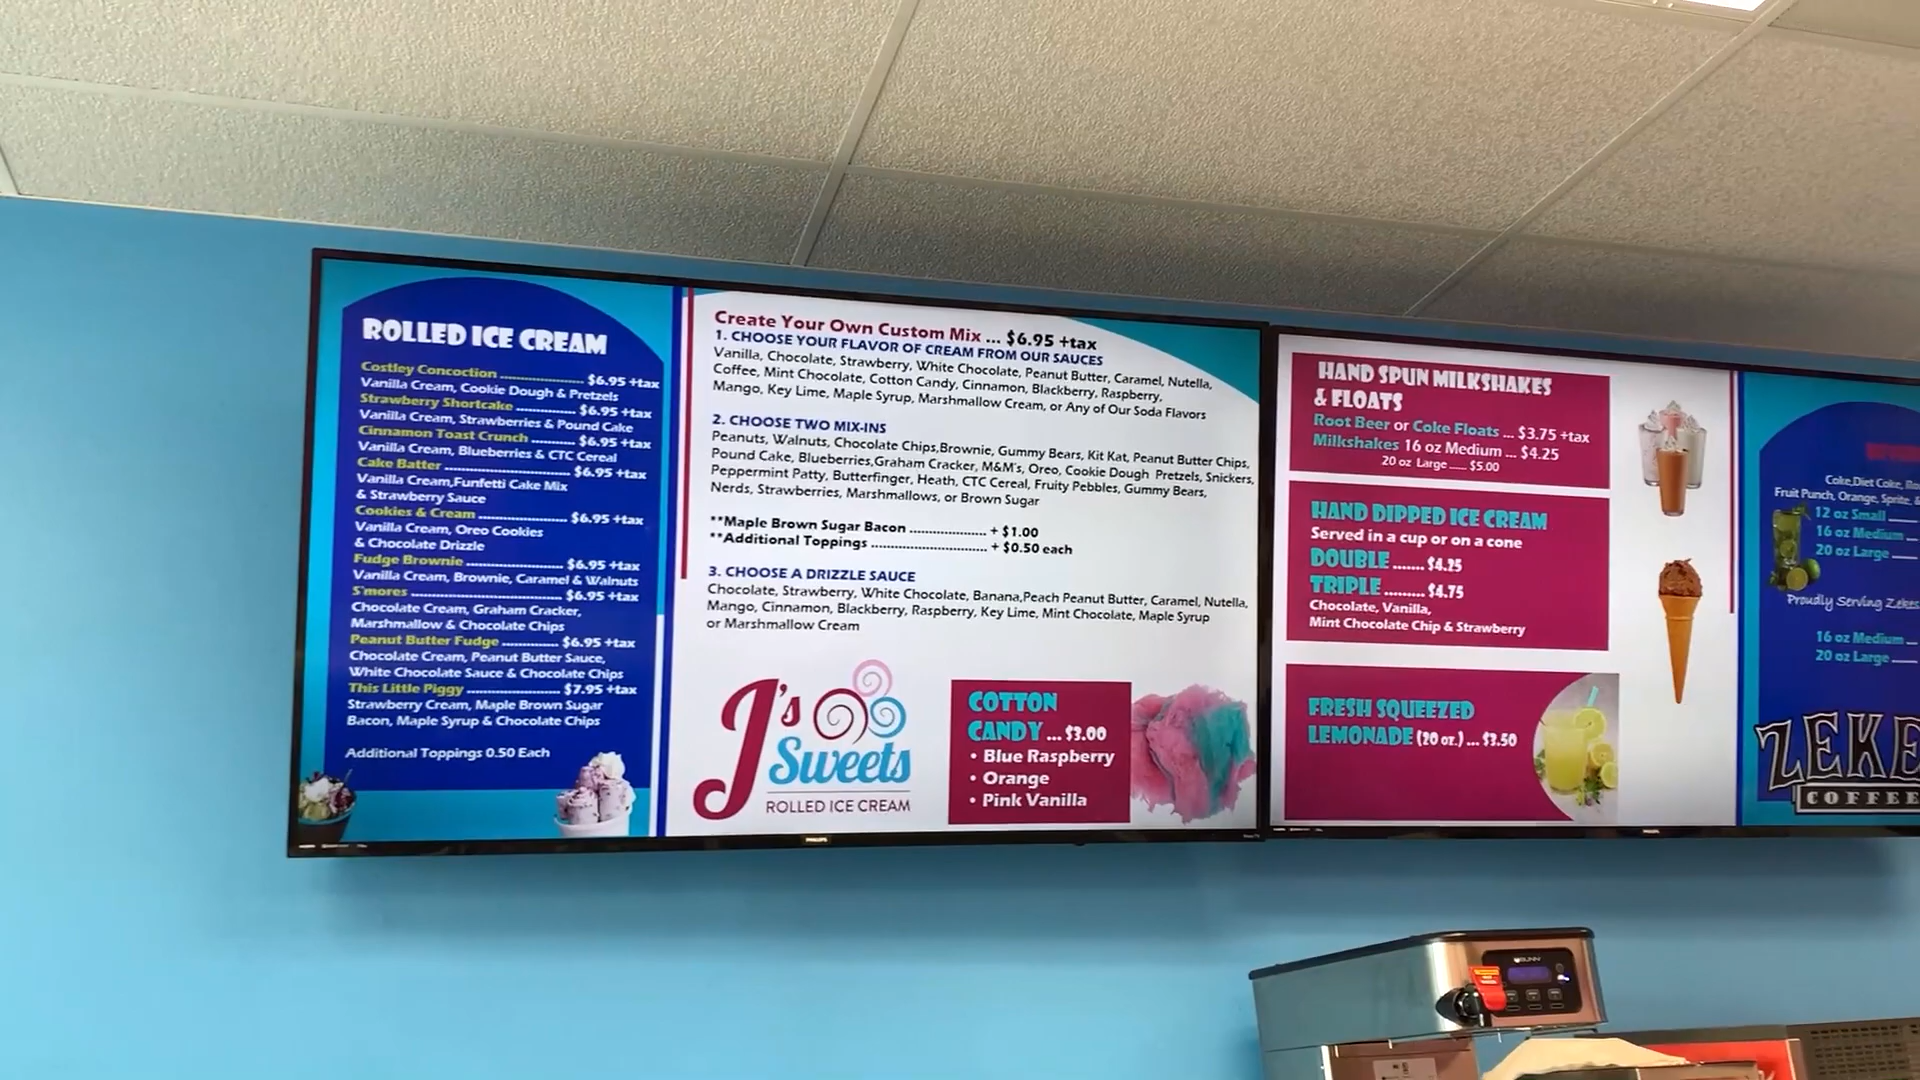 ROLLED ICE CREAM
Costley Concoction ........................ $6.95 +tax
Vanilla Cream, Cookie Dough & Pretzels
Strawberry Shortcake ................. $6.95 +tax
Vanilla Cream, Strawberries & Pound Cake
Cinnamon Toast Crunch ............ $6.95 +tax
Vanilla Cream, Blueberries & CTC Cereal
Cake Batter ................................... $6.95 +tax
Vanilla Cream,Funfetti Cake Mix
& Strawberry Sauce
Cookies & Cream ......................... $6.95 +tax
Vanilla Cream, Oreo Cookies
& Chocolate Drizzle
Fudge Brownie ............................ $6.95 +tax
Vanilla Cream, Brownie, Caramel & Walnuts
S'mores .......................................... $6.95 +tax
Chocolate Cream, Graham Cracker,
Marshmallow & Chocolate Chips
Peanut Butter Fudge ................ $6.95 +tax
Chocolate Cream, Peanut Butter Sauce,
White Chocolate Sauce & Chocolate Chips
This Little Piggy .......................... $7.95 +tax
Strawberry Cream, Maple Brown Sugar
Bacon, Maple Syrup & Chocolate Chips
Additional Toppings 0.50 Each
Create Your Own Custom Mix ... $6.95 +tax
1. CHOOSE YOUR FLAVOR OF CREAM FROM OUR SAUCES
Vanilla, Chocolate, Strawberry, White Chocolate, Peanut Butter, Caramel, Nutella,
Coffee, Mint Chocolate, Cotton Candy, Cinnamon, Blackberry, Raspberry,
Mango, Key Lime, Maple Syrup, Marshmallow Cream, or Any of Our Soda Flavors
2. CHOOSE TWO MIX-INS
Peanuts, Walnuts, Chocolate Chips,Brownie, Gummy Bears, Kit Kat, Peanut Butter Chips,
Pound Cake, Blueberries,Graham Cracker, M&M's, Oreo, Cookie Dough Pretzels, Snickers,
Peppermint Patty, Butterfinger, Heath, CTC Cereal, Fruity Pebbles, Gummy Bears,
Nerds, Strawberries, Marshmallows, or Brown Sugar
**Maple Brown Sugar Bacon ...................... + $1.00
**Additional Toppings ................................. + $0.50 each
3. CHOOSE A DRIZZLE SAUCE
Chocolate, Strawberry, White Chocolate, Banana,Peach Peanut Butter, Caramel, Nutella,
Mango, Cinnamon, Blackberry, Raspberry, Key Lime, Mint Chocolate, Maple Syrup
or Marshmallow Cream
J's
Sweets
ROLLED ICE CREAM
COTTON
CANDY ... $3.00
• Blue Raspberry
• Orange
• Pink Vanilla
PHILIPS
HAND SPUN MILKSHAKES
& FLOATS
Root Beer or Coke Floats ... $3.75 +tax
Milkshakes 16 oz Medium ... $4.25
20 oz Large ...... $5.00
HAND DIPPED ICE CREAM
Served in a cup or on a cone
DOUBLE ....... $4.25
TRIPLE ......... $4.75
Chocolate, Vanilla,
Mint Chocolate Chip & Strawberry
FRESH SQUEEZED
LEMONADE (20 oz.) ... $3.50
Coke,Diet Coke,
Fruit Punch, Orange, Sprite,
12 oz Small
16 oz Medium
20 oz Large
Proudly Serving Zekes
16 oz Medium
20 oz Large
ZEKE
COFFEE
BUNN